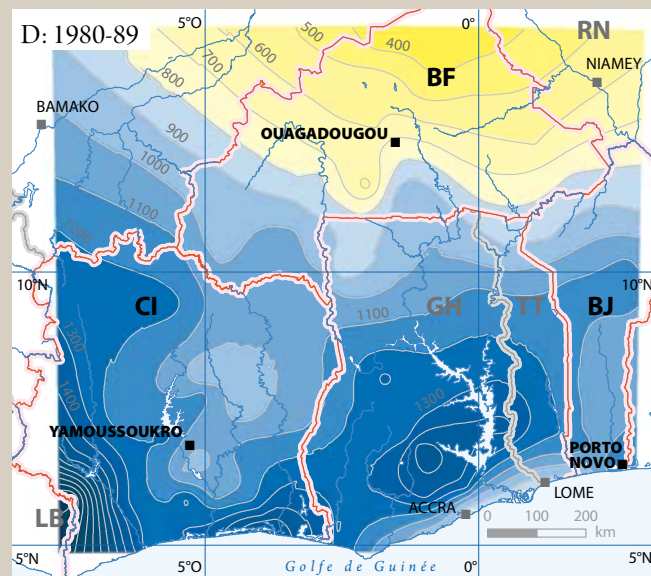 D: 1980-89
5°O
0°
RN
500
600
400
700
800
BF
NIAMEY
BAMAKO
OUAGADOUGOU
900
1000
1100
1200
10°N
10°N
CI
GH
TT
BJ
1100
1300
1300
1400
YAMOUSSOUKRO
PORTO
NOVO
LOME
LB
ACCRA
0 100 200
km
5°N
5°O
Golfe de Guinée
0°
5°N